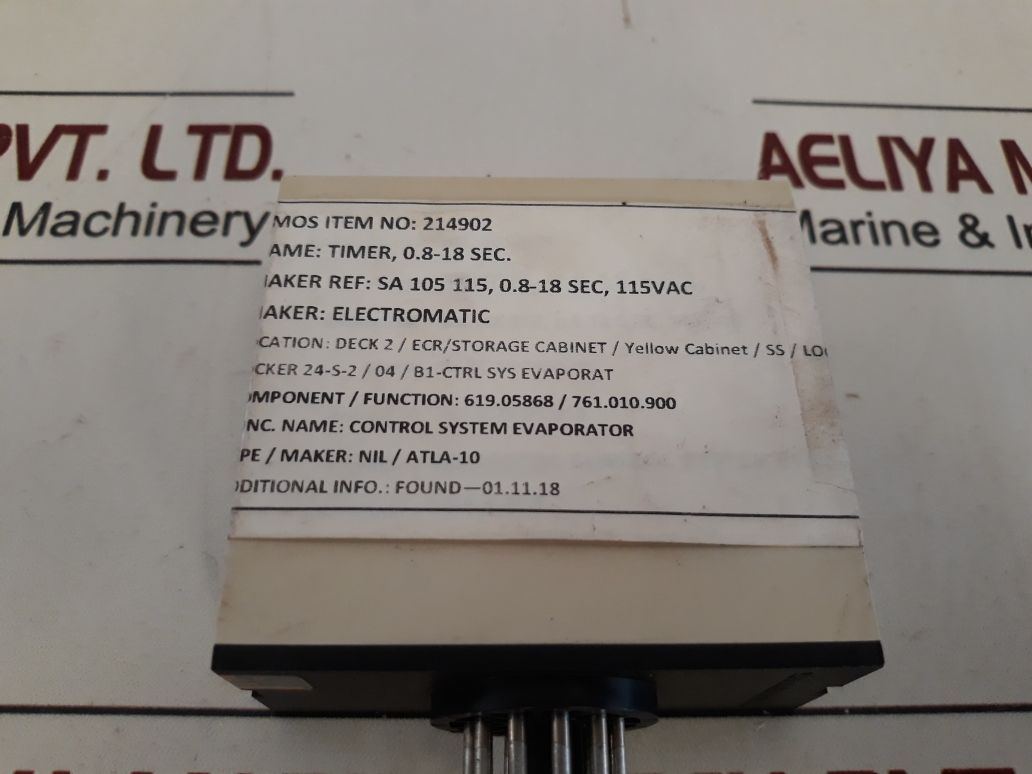 PVT. LTD.
Machinery
AELIYA M
Marine & In
MOS ITEM NO: 214902
AME: TIMER, 0.8-18 SEC.
AKER REF: SA 105 115, 0.8-18 SEC, 115VAC
AKER: ELECTROMATIC
CATION: DECK 2 / ECR/STORAGE CABINET / Yellow Cabinet / SS / LO
CKER 24-S-2 / 04 / B1-CTRL SYS EVAPORAT
OMPONENT / FUNCTION: 619.05868 / 761.010.900
NC. NAME: CONTROL SYSTEM EVAPORATOR
PE / MAKER: NIL / ATLA-10
DDITIONAL INFO.: FOUND—01.11.18